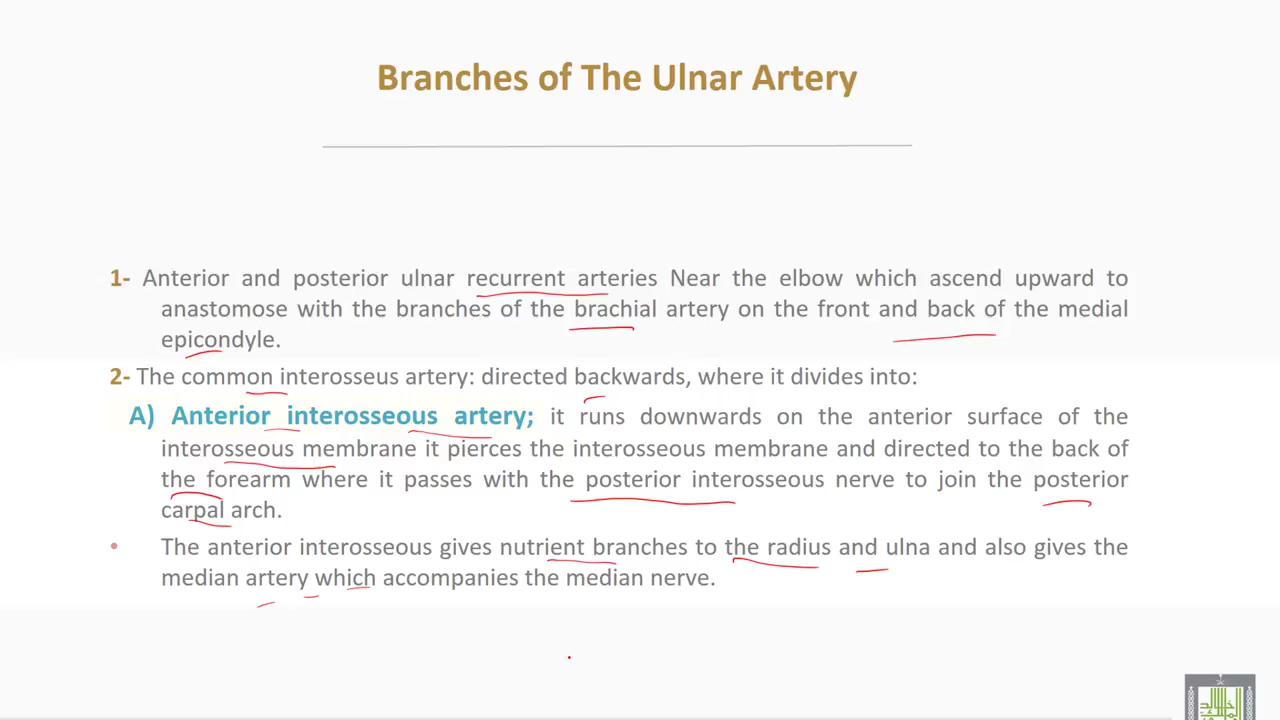 Branches of The Ulnar Artery
1- Anterior and posterior ulnar recurrent arteries Near the elbow which ascend upward to
anastomose with the branches of the brachial artery on the front and back of the medial
epicondyle.
2- The common interosseus artery: directed backwards, where it divides into:
A) Anterior interosseous artery; it runs downwards on the anterior surface of the
interosseous membrane it pierces the interosseous membrane and directed to the back of
the forearm where it passes with the posterior interosseous nerve to join the posterior
carpal arch.
• The anterior interosseous gives nutrient branches to the radius and ulna and also gives the
median artery which accompanies the median nerve.